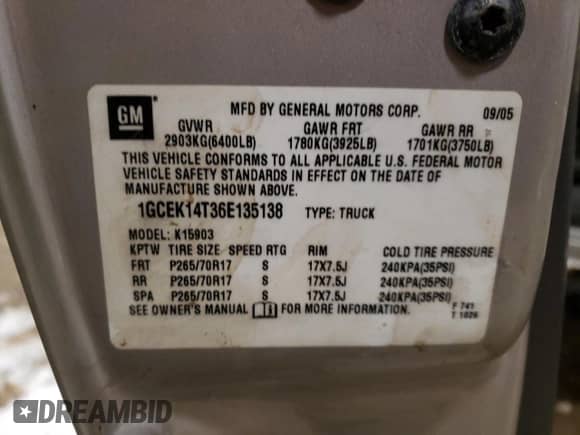 GM
MFD BY GENERAL MOTORS CORP. 09/05
GVWR GAWR FRT GAWR RR
2903KG(6400LB) 1780KG(3925LB) 1701KG(3750LB)
THIS VEHICLE CONFORMS TO ALL APPLICABLE U.S. FEDERAL MOTOR
VEHICLE SAFETY STANDARDS IN EFFECT ON THE DATE OF
MANUFACTURE SHOWN ABOVE.
1GCEK14T36E135138 TYPE: TRUCK
MODEL: K15903
KPTW TIRE SIZE SPEED RTG RIM COLD TIRE PRESSURE
FRT P265/70R17 S 17X7.5J 240KPA(35PSI)
RR P265/70R17 S 17X7.5J 240KPA(35PSI)
SPA P265/70R17 S 17X7.5J 240KPA(35PSI)
SEE OWNER'S MANUAL FOR MORE INFORMATION.
F 741
T 1026
DREAMBID